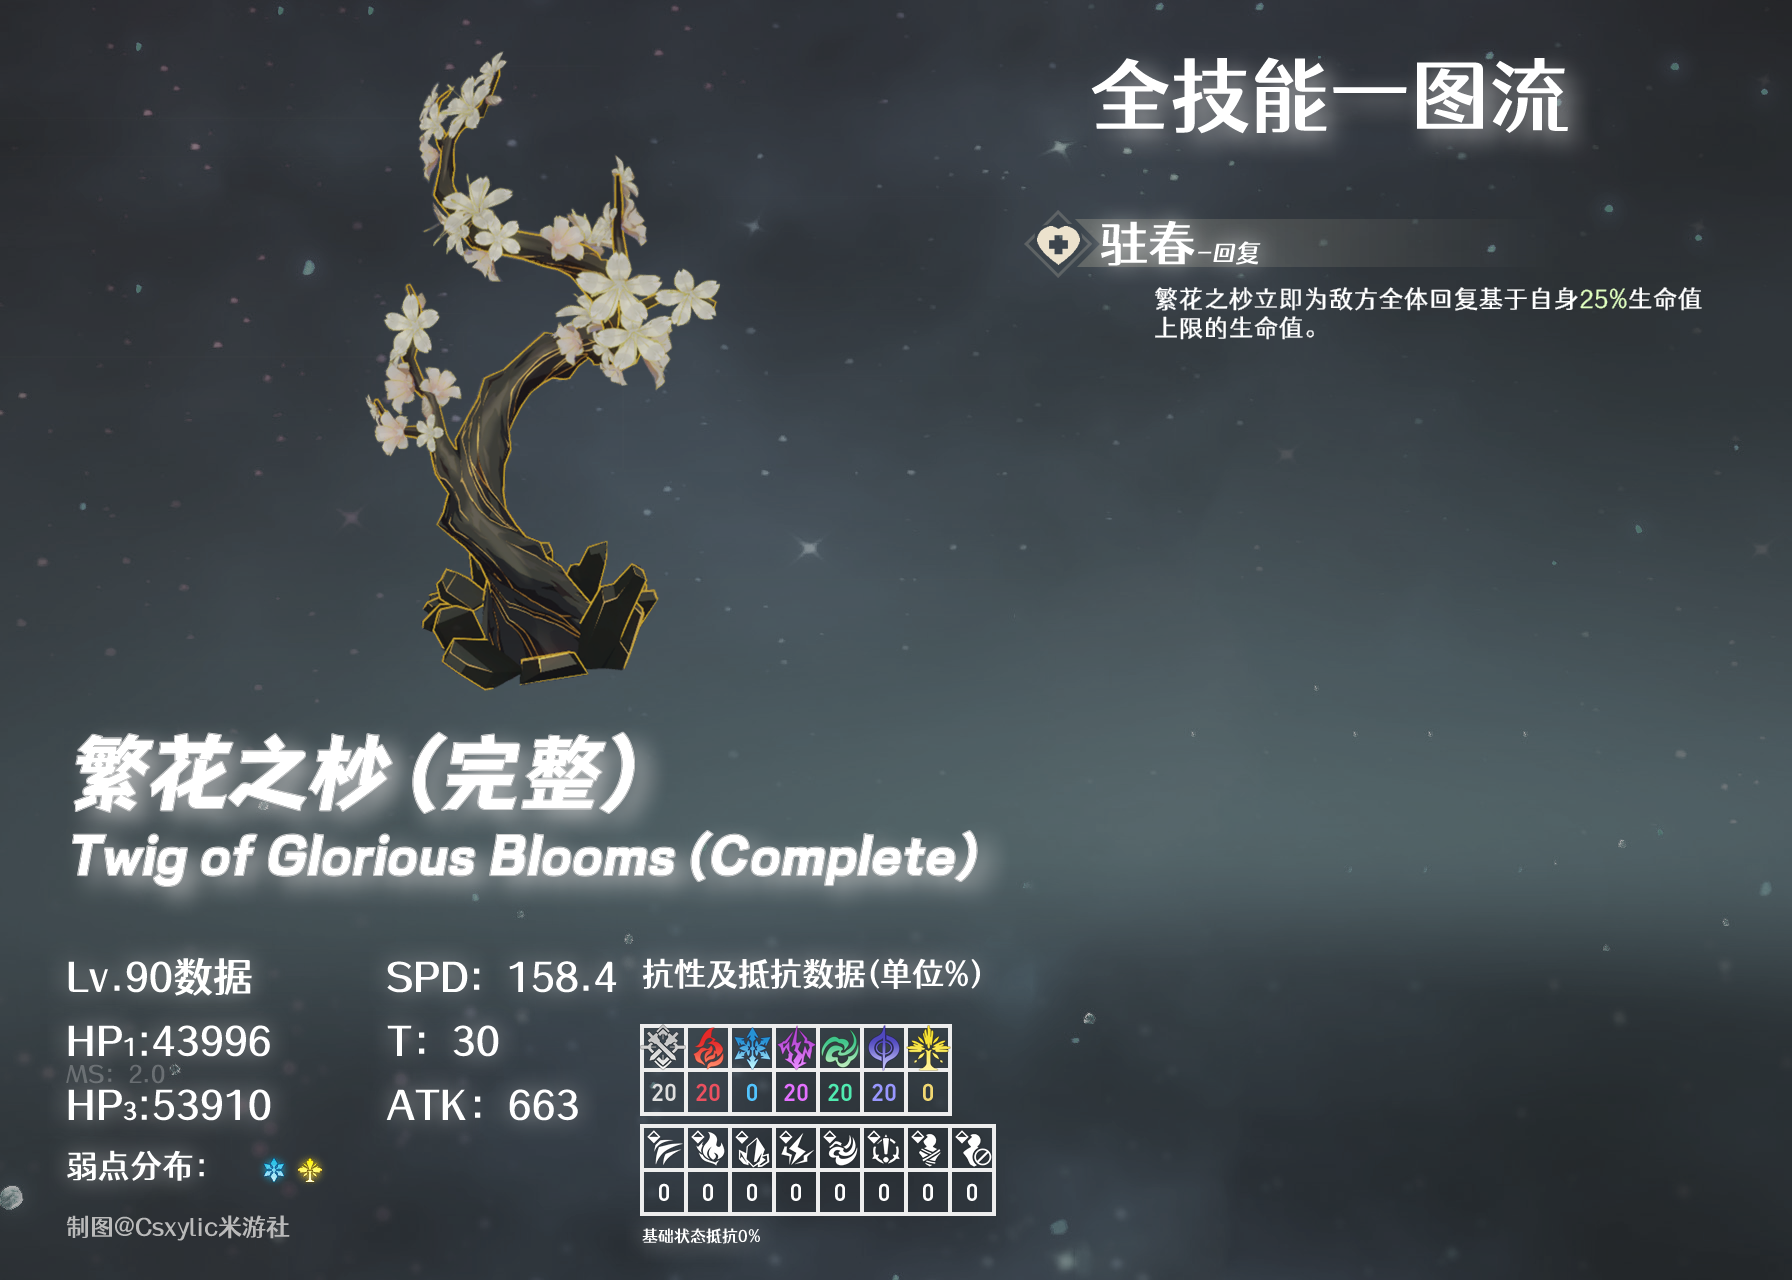 全技能一图流
驻春-回复
繁花之杪立即为敌方全体回复基于自身25%生命值
上限的生命值。
繁花之杪(完整)
Twig of Glorious Blooms (Complete)
Lv.90数据
SPD: 158.4
抗性及抵抗数据(单位%)
HP1:43996
T: 30
MS: 2.0
HP3:53910
ATK: 663
20 20 0 20 20 20 0
弱点分布:
0 0 0 0 0 0 0 0
制图@Csxylic米游社
基础状态抵抗0%